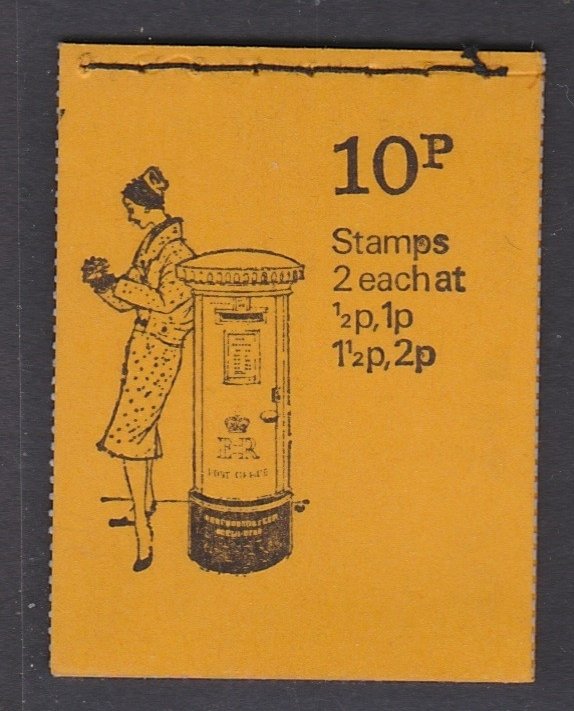 10P
Stamps
2 each at
½p, 1p
1½p, 2p
E R
POST OFFICE